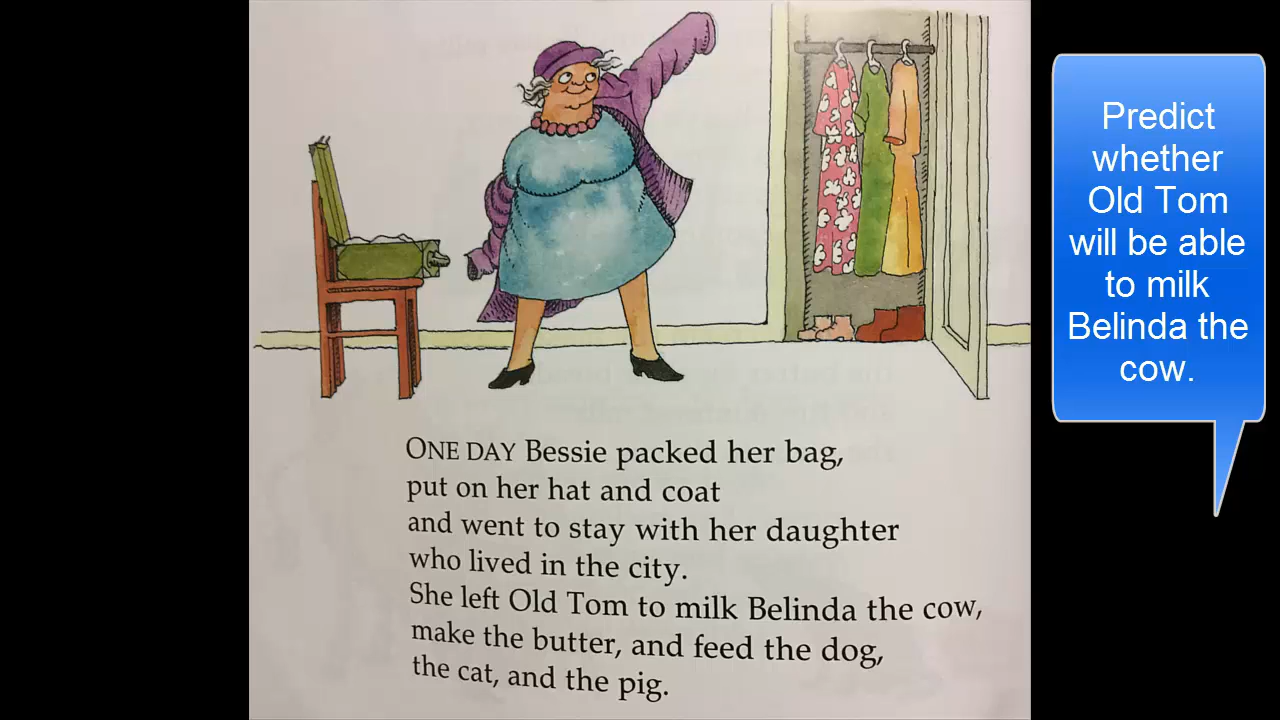 ONE DAY Bessie packed her bag,
put on her hat and coat
and went to stay with her daughter
who lived in the city.
She left Old Tom to milk Belinda the cow,
make the butter, and feed the dog,
the cat, and the pig.
Predict
whether
Old Tom
will be able
to milk
Belinda the
cow.